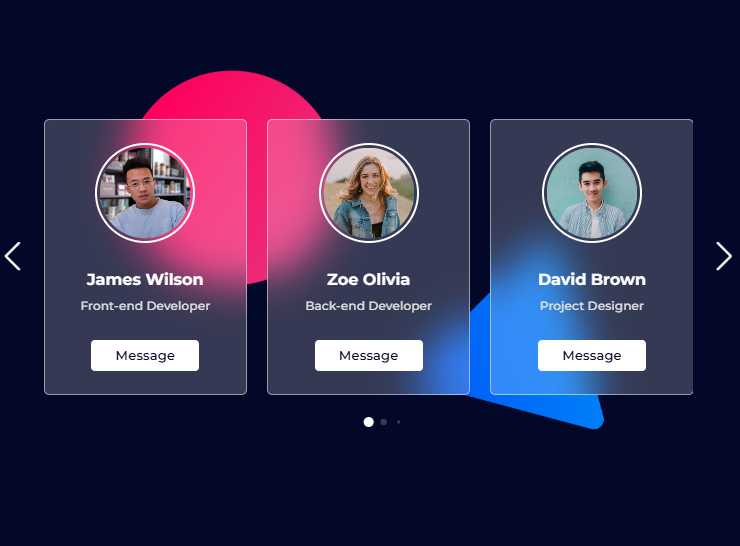 James Wilson
Front-end Developer
Message
Zoe Olivia
Back-end Developer
Message
David Brown
Project Designer
Message